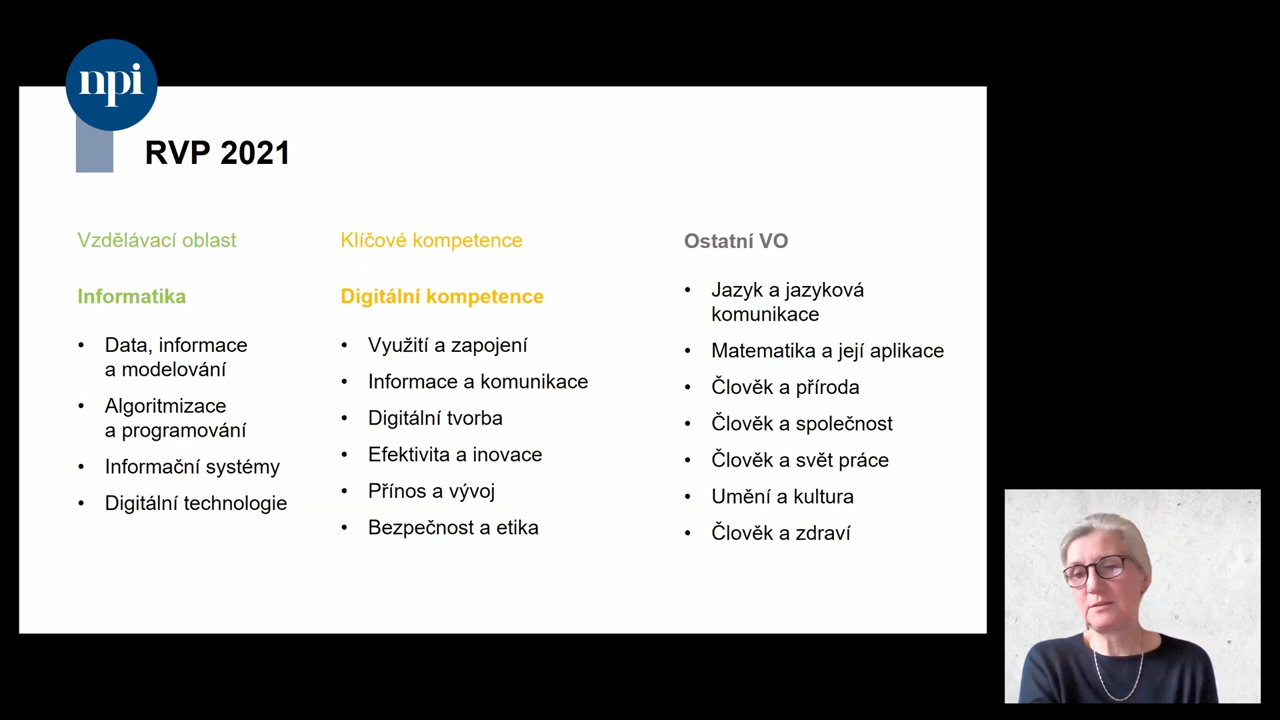 npi
RVP 2021
Vzdělávací oblast
Informatika
• Data, informace
a modelování
• Algoritmizace
a programování
• Informační systémy
• Digitální technologie
Klíčové kompetence
Digitální kompetence
• Využití a zapojení
• Informace a komunikace
• Digitální tvorba
• Efektivita a inovace
• Přínos a vývoj
• Bezpečnost a etika
Ostatní VO
• Jazyk a jazyková
komunikace
• Matematika a její aplikace
• Člověk a příroda
• Člověk a společnost
• Člověk a svět práce
• Umění a kultura
• Člověk a zdraví